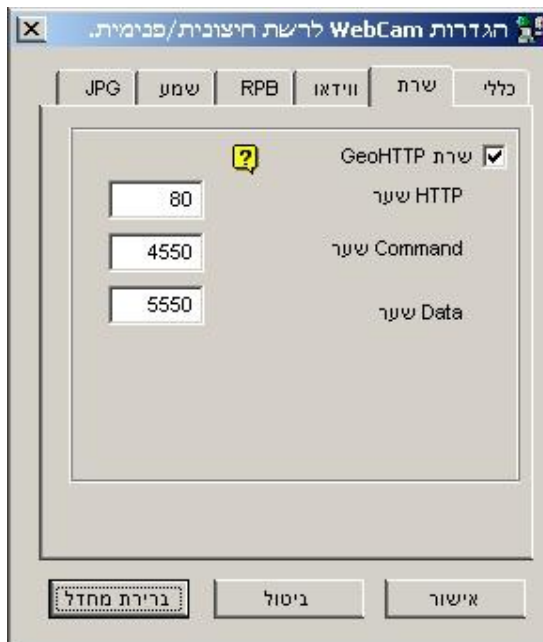 הגדרות WebCam לרשת חיצונית/פנימית.
כללי שרת ווידאו RPB שמע JPG
שרת GeoHTTP
?
HTTP שער
80
Command שער
4550
Data שער
5550
אישור ביטול ברירת מחדל